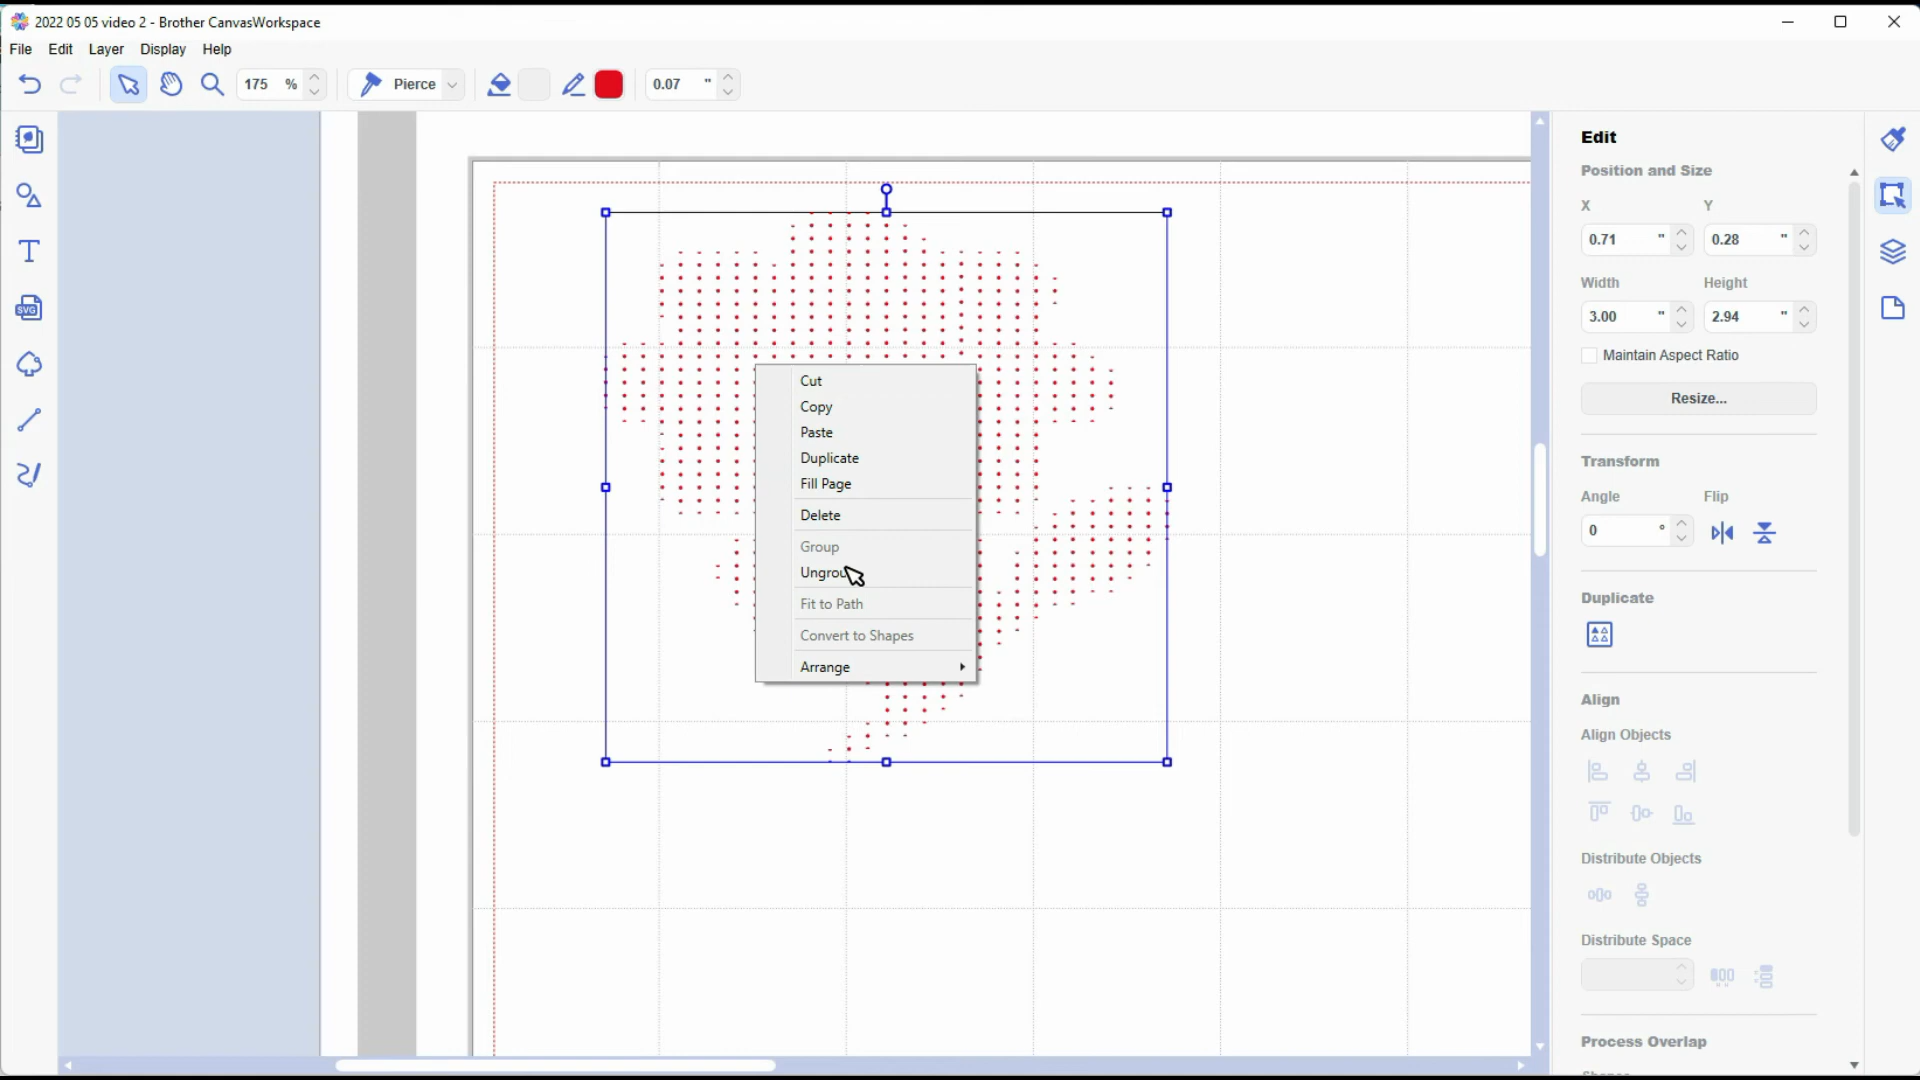 2022 05 05 video 2 - Brother CanvasWorkspace
File Edit Layer Display Help
175 % Pierce 0.07 "
SVG
Cut
Copy
Paste
Duplicate
Fill Page
Delete
Group
Fit to Path
Convert to Shapes
Arrange
Edit
Position and Size
X Y
0.71 " 0.28 "
Width Height
3.00 " 2.94 "
Maintain Aspect Ratio
Resize...
Transform
Angle Flip
0 °
Duplicate
Align
Align Objects
Distribute Objects
Distribute Space
Process Overlap